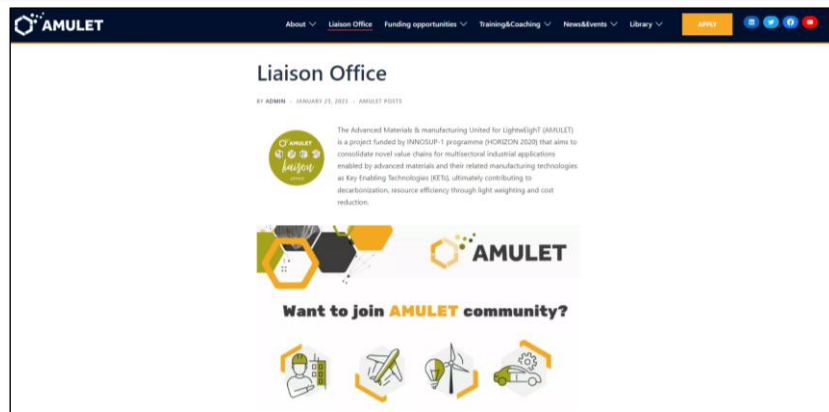 AMULET
About
Liaison Office
Funding opportunities
Training&Coaching
News&Events
Library
APPLY
Liaison Office
BY ADMIN - JANUARY 25, 2022 - AMULET POSTS
AMULET
liaison
OFFICE
The Advanced Materials & manufacturing United for LightwEighT (AMULET)
is a project funded by INNOSUP-1 programme (HORIZON 2020) that aims to
consolidate novel value chains for multisectoral industrial applications
enabled by advanced materials and their related manufacturing technologies
as Key Enabling Technologies (KETs), ultimately contributing to
decarbonization, resource efficiency through light weighting and cost
reduction.
AMULET
Want to join AMULET community?